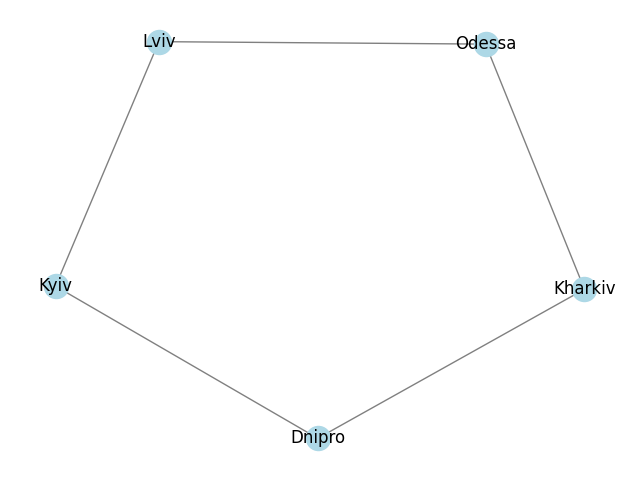 Lviv
Odessa
Kyiv
Kharkiv
Dnipro